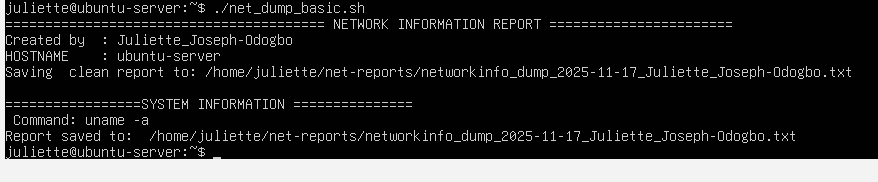 juliette@ubuntu-server:~$ ./net_dump_basic.sh
======================================== NETWORK INFORMATION REPORT =======================
Created by  : Juliette_Joseph-Odogbo
HOSTNAME    : ubuntu-server
Saving  clean report to: /home/juliette/net-reports/networkinfo_dump_2025-11-17_Juliette_Joseph-Odogbo.txt
=================SYSTEM INFORMATION ===============
 Command: uname -a
Report saved to:  /home/juliette/net-reports/networkinfo_dump_2025-11-17_Juliette_Joseph-Odogbo.txt
juliette@ubuntu-server:~$ _